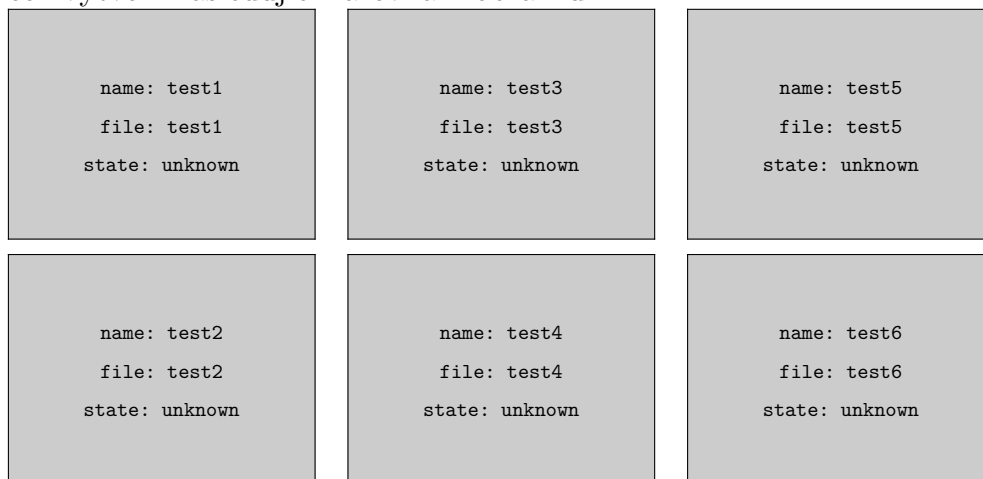 name: test1
file: test1
state: unknown
name: test3
file: test3
state: unknown
name: test5
file: test5
state: unknown
name: test2
file: test2
state: unknown
name: test4
file: test4
state: unknown
name: test6
file: test6
state: unknown